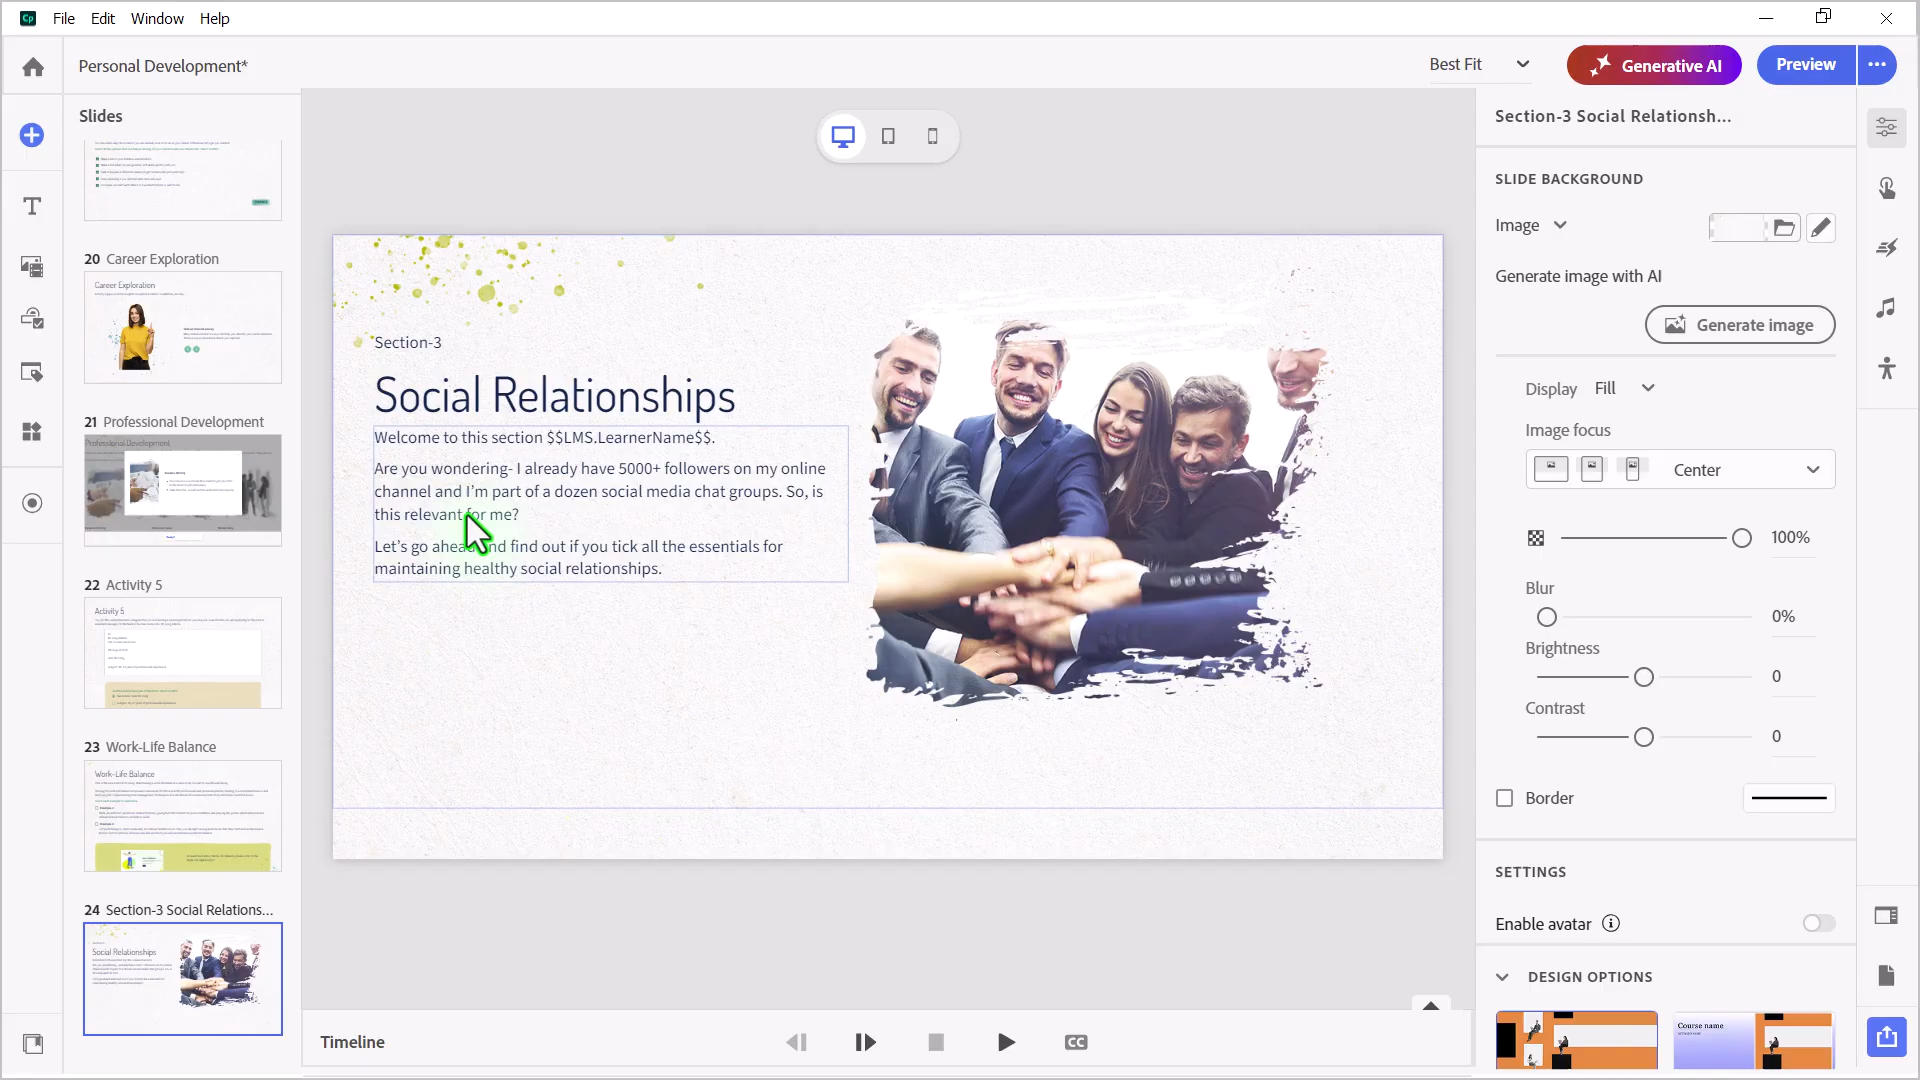 Cp File Edit Window Help
Personal Development*
Best Fit
Generative AI
Preview
Slides
20 Career Exploration
Career Exploration
21 Professional Development
Professional Development
22 Activity 5
Activity 5
23 Work-Life Balance
Work-Life Balance
24 Section-3 Social Relations...
Social Relationships
Section-3
Social Relationships
Welcome to this section $$LMS.LearnerName$$.
Are you wondering- I already have 5000+ followers on my online
channel and I’m part of a dozen social media chat groups. So, is
this relevant for me?
Let’s go ahead and find out if you tick all the essentials for
maintaining healthy social relationships.
Timeline
CC
Section-3 Social Relationsh...
SLIDE BACKGROUND
Image
Generate image with AI
Generate image
Display Fill
Image focus
Center
100%
Blur
0%
Brightness
0
Contrast
0
Border
SETTINGS
Enable avatar
DESIGN OPTIONS
Course name